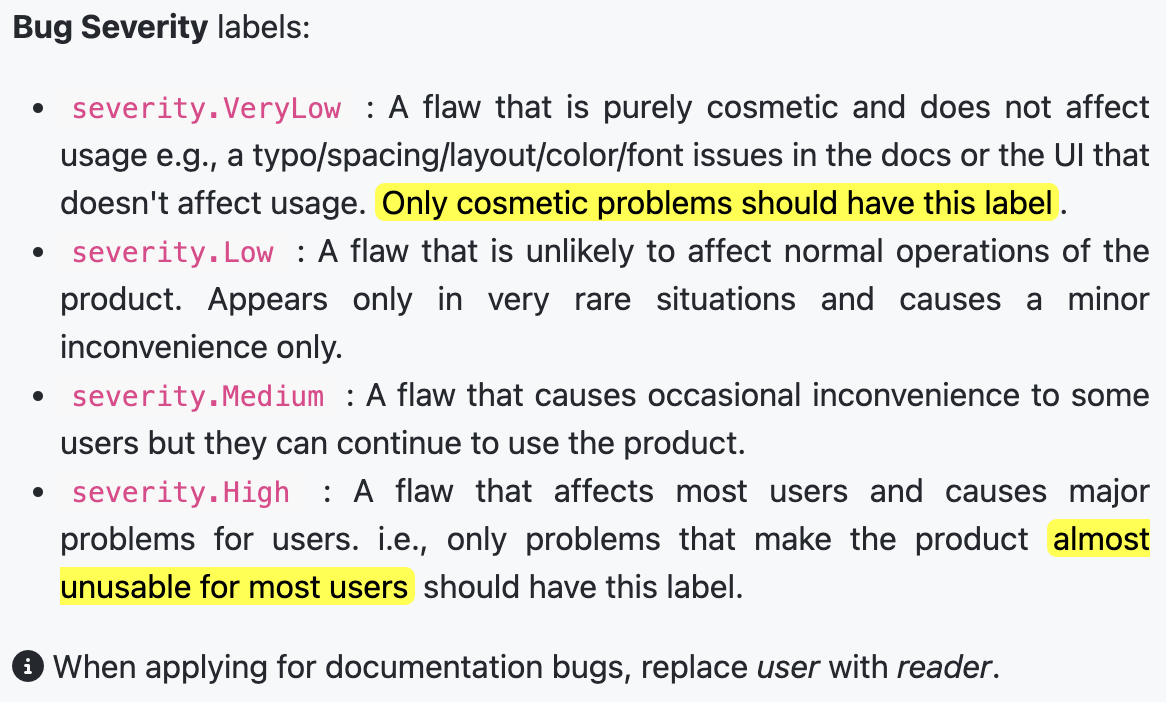 Bug Severity labels:
• severity.VeryLow : A flaw that is purely cosmetic and does not affect
usage e.g., a typo/spacing/layout/color/font issues in the docs or the UI that
doesn't affect usage. Only cosmetic problems should have this label.
• severity.Low : A flaw that is unlikely to affect normal operations of the
product. Appears only in very rare situations and causes a minor
inconvenience only.
• severity.Medium : A flaw that causes occasional inconvenience to some
users but they can continue to use the product.
• severity.High : A flaw that affects most users and causes major
problems for users. i.e., only problems that make the product almost
unusable for most users should have this label.
When applying for documentation bugs, replace user with reader.